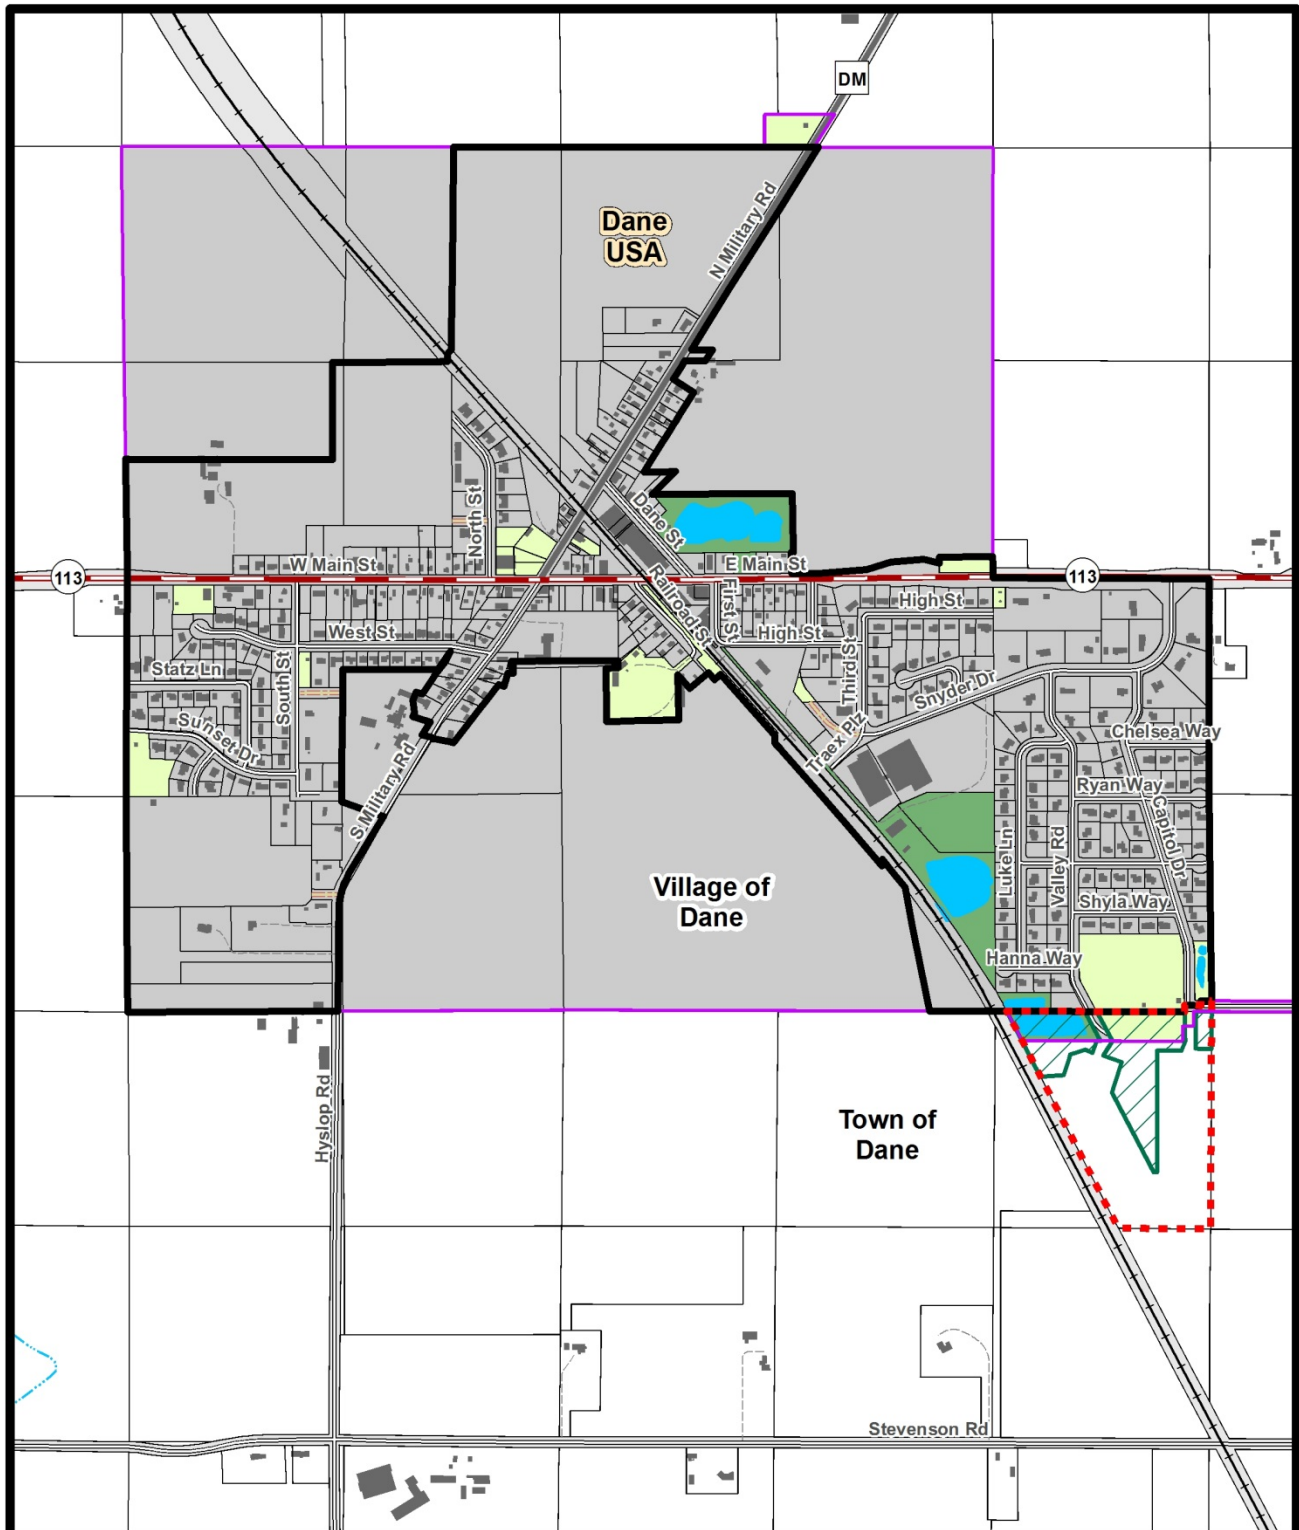 DM
Dane
USA
N Military Rd
North St
Dane St
W Main St
E Main St
113
113
Railroad St
First St
High St
High St
West St
Statz Ln
South St
Third St
Snyder Dr
Sunset Dr
Traex Plz
Chelsea Way
S Military Rd
Ryan Way
Capitol Dr
Luke Ln
Valley Rd
Village of
Dane
Shyla Way
Hanna Way
Hyslop Rd
Town of
Dane
Stevenson Rd